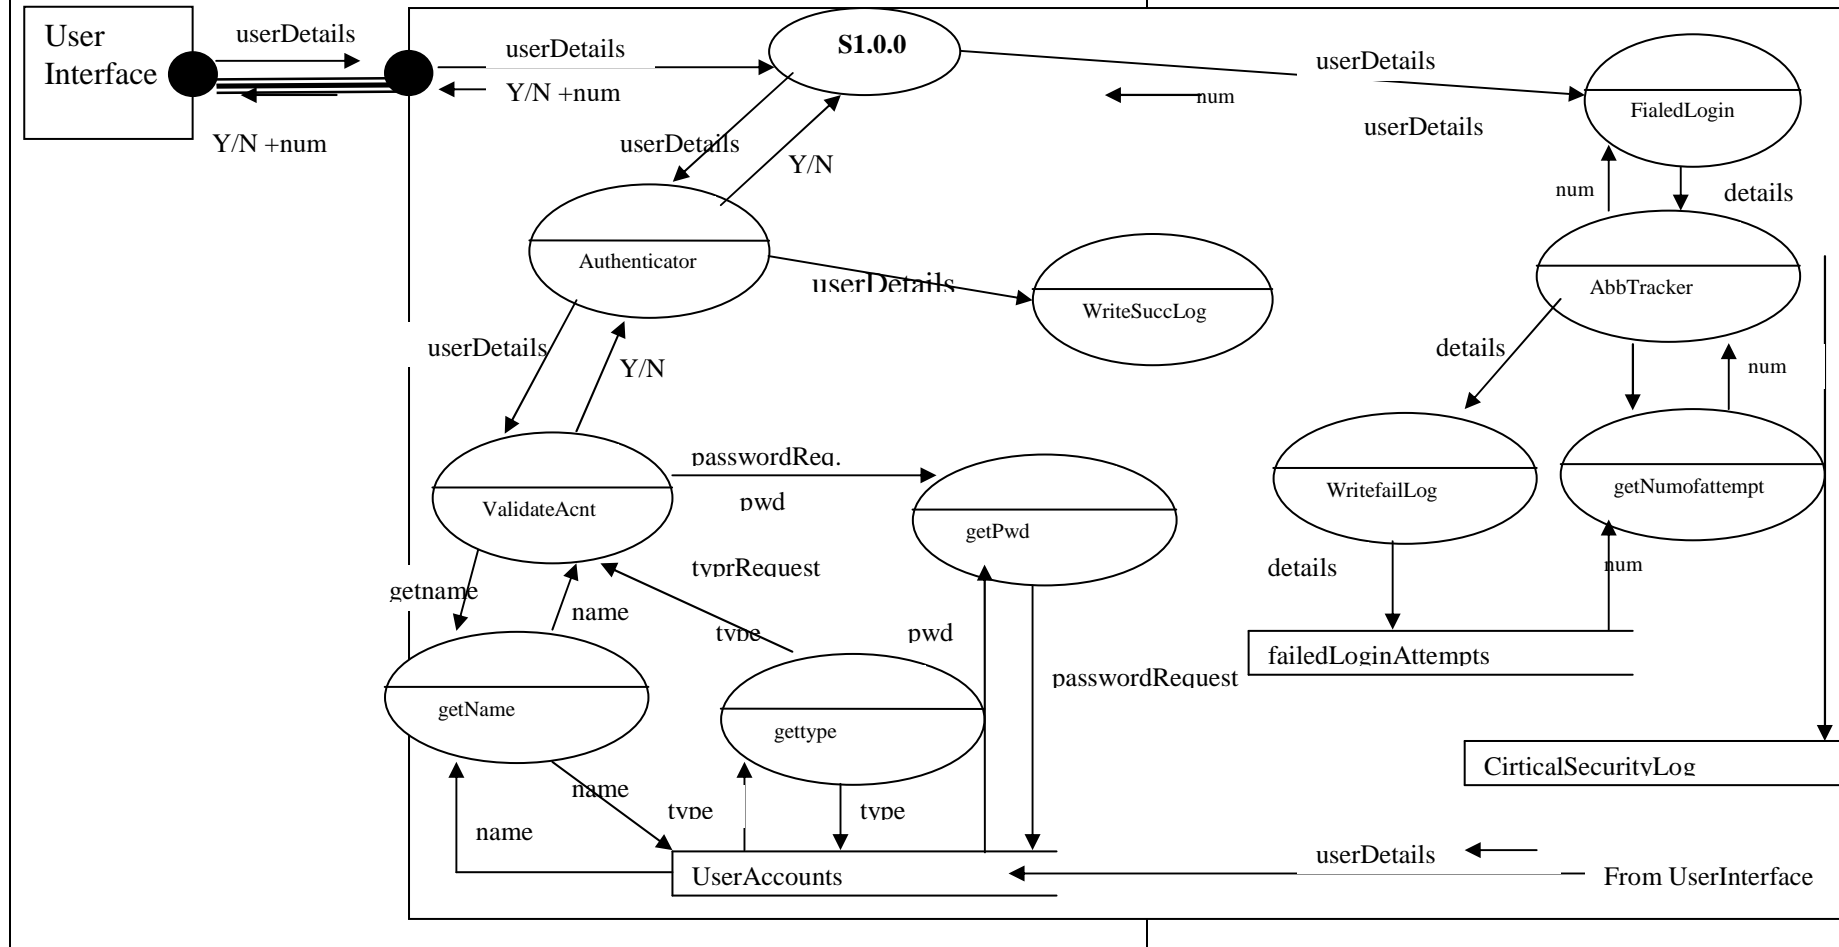 User
Interface
userDetails
Y/N +num
userDetails
Y/N +num
S1.0.0
userDetails
num
userDetails
FialedLogin
userDetails
Y/N
num
details
Authenticator
userDetails
WriteSuccLog
AbbTracker
userDetails
Y/N
details
num
passwordReq.
pwd
ValidateAcnt
getPwd
WritefailLog
getNumofattempt
getname
name
typrRequest
type
pwd
details
num
passwordRequest
failedLoginAttempts
getName
gettype
CirticalSecurityLog
name
name
type
type
UserAccounts
userDetails
From UserInterface